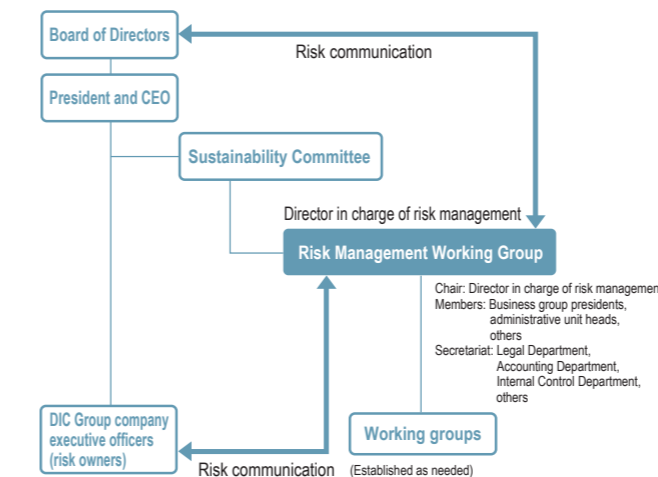 Board of Directors
Risk communication
President and CEO
Sustainability Committee
Director in charge of risk management
Risk Management Working Group
Chair: Director in charge of risk management
Members: Business group presidents,
administrative unit heads,
others
Secretariat: Legal Department,
Accounting Department,
Internal Control Department,
others
DIC Group company
executive officers
(risk owners)
Working groups
Risk communication
(Established as needed)